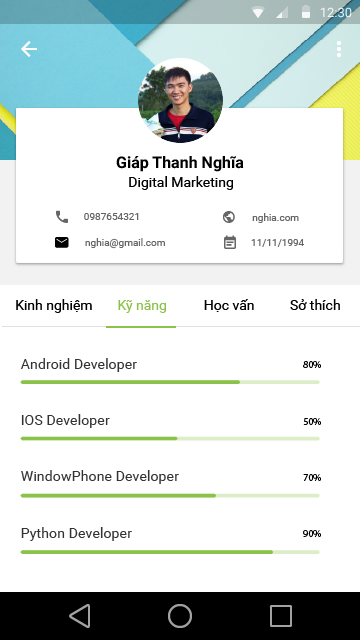 12:30
Giáp Thanh Nghĩa
Digital Marketing
0987654321
nghia.com
nghia@gmail.com
11/11/1994
Kinh nghiệm Kỹ năng Học vấn Sở thích
Android Developer 80%
IOS Developer 50%
WindowPhone Developer 70%
Python Developer 90%